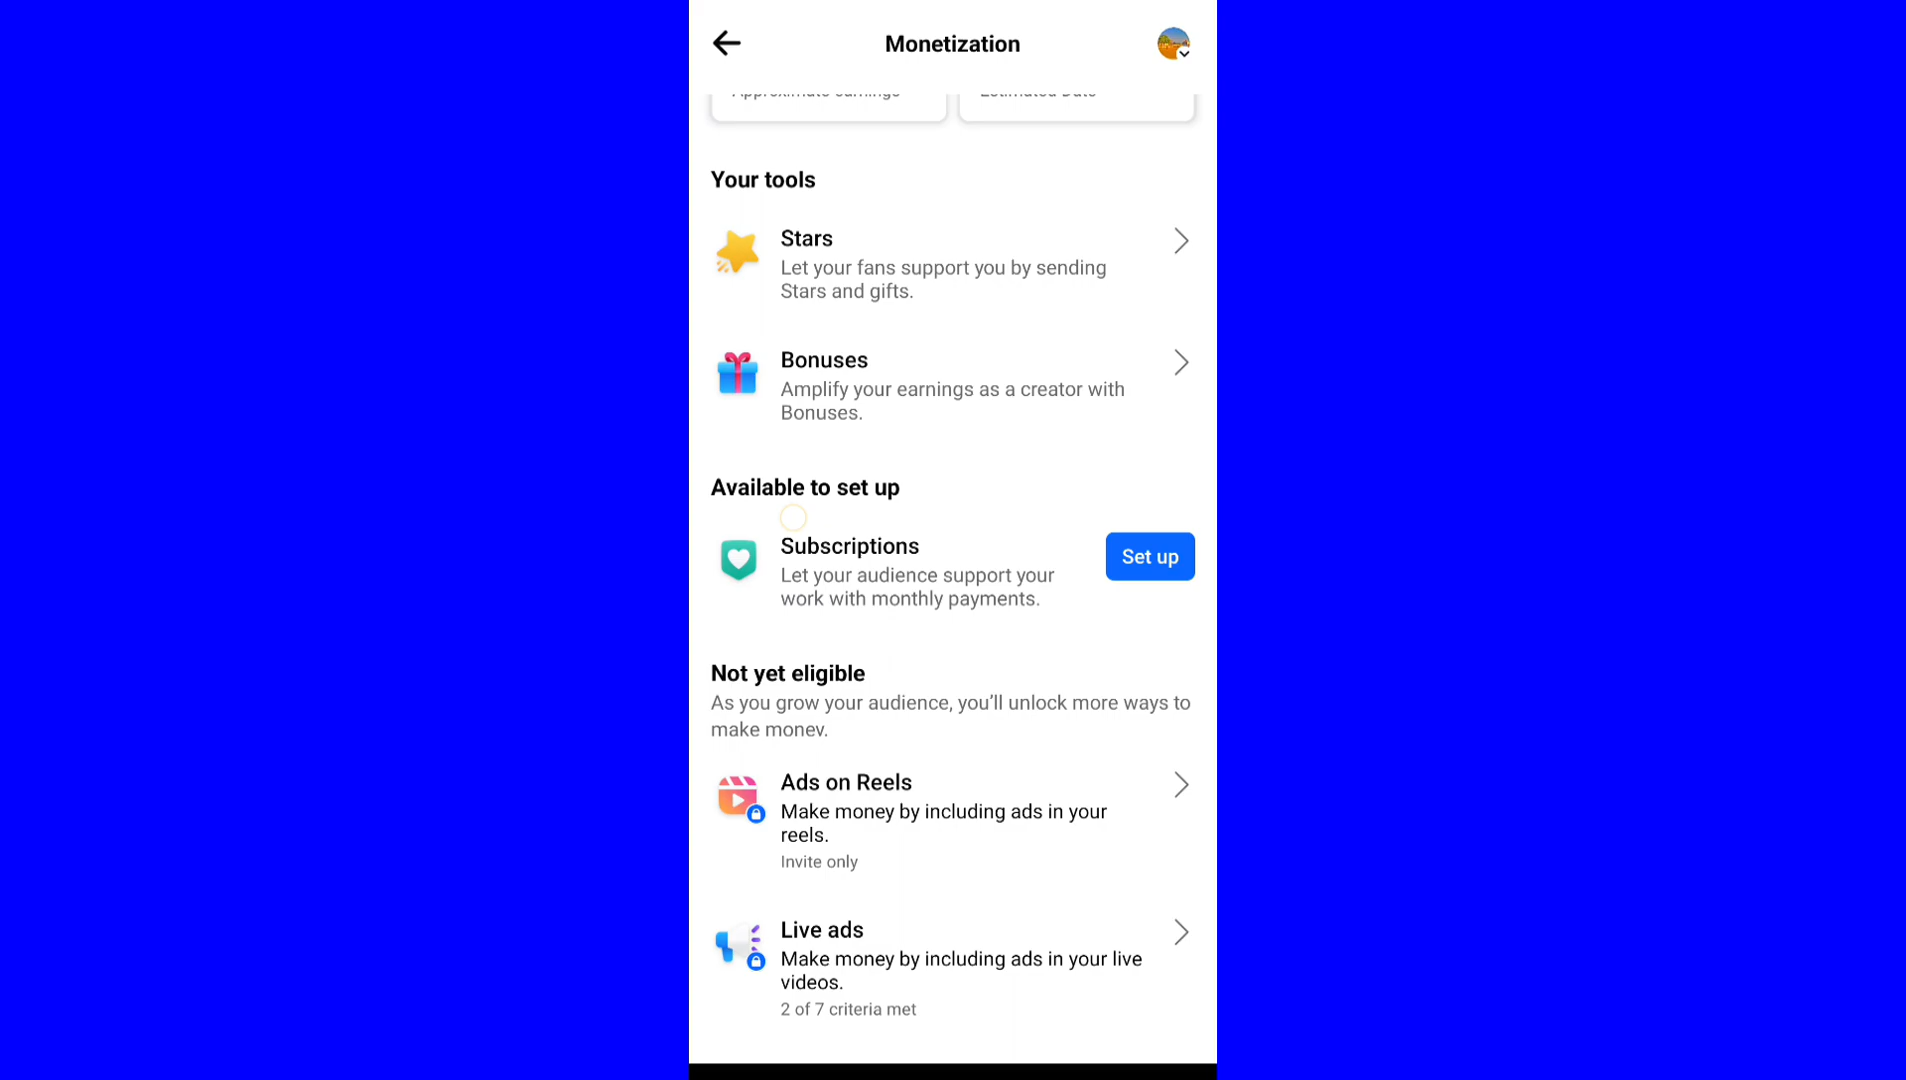 Monetization
Approximate earnings
Estimated Date
Your tools
Stars
Let your fans support you by sending
Stars and gifts.
Bonuses
Amplify your earnings as a creator with
Bonuses.
Available to set up
Subscriptions
Let your audience support your
work with monthly payments.
Set up
Not yet eligible
As you grow your audience, you’ll unlock more ways to
make money.
Ads on Reels
Make money by including ads in your
reels.
Invite only
Live ads
Make money by including ads in your live
videos.
2 of 7 criteria met